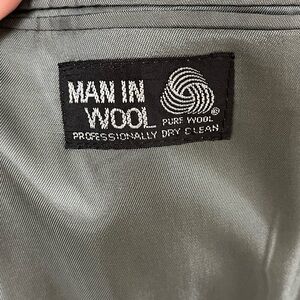 MAN IN
WOOL
PURE WOOL
®
PROFESSIONALLY DRY CLEAN